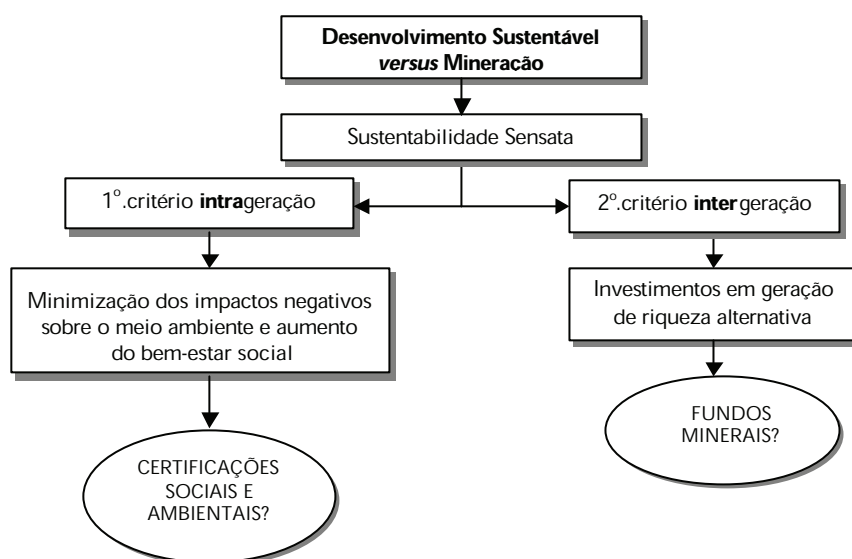 Desenvolvimento Sustentável
versus Mineração
Sustentabilidade Sensata
1º.critério intrageração
2º.critério intergeração
Minimização dos impactos negativos
sobre o meio ambiente e aumento
do bem-estar social
Investimentos em geração
de riqueza alternativa
CERTIFICAÇÕES
SOCIAIS E
AMBIENTAIS?
FUNDOS
MINERAIS?